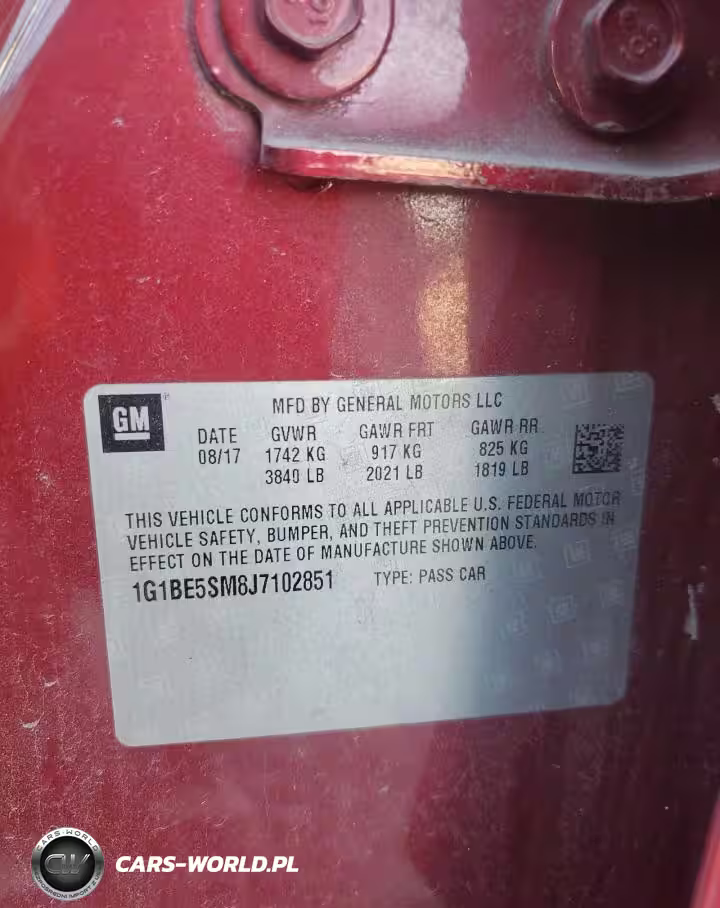 GM
MFD BY GENERAL MOTORS LLC
DATE GVWR GAWR FRT GAWR RR
08/17 1742 KG 917 KG 825 KG
3840 LB 2021 LB 1819 LB
THIS VEHICLE CONFORMS TO ALL APPLICABLE U.S. FEDERAL MOTOR
VEHICLE SAFETY, BUMPER, AND THEFT PREVENTION STANDARDS IN
EFFECT ON THE DATE OF MANUFACTURE SHOWN ABOVE.
1G1BE5SM8J7102851 TYPE: PASS CAR
CARS-WORLD
CW
CARS-WORLD.PL